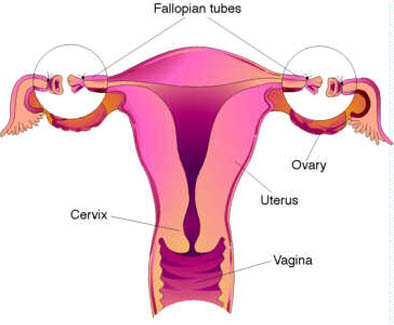 Fallopian tubes
Ovary
Uterus
Cervix
Vagina